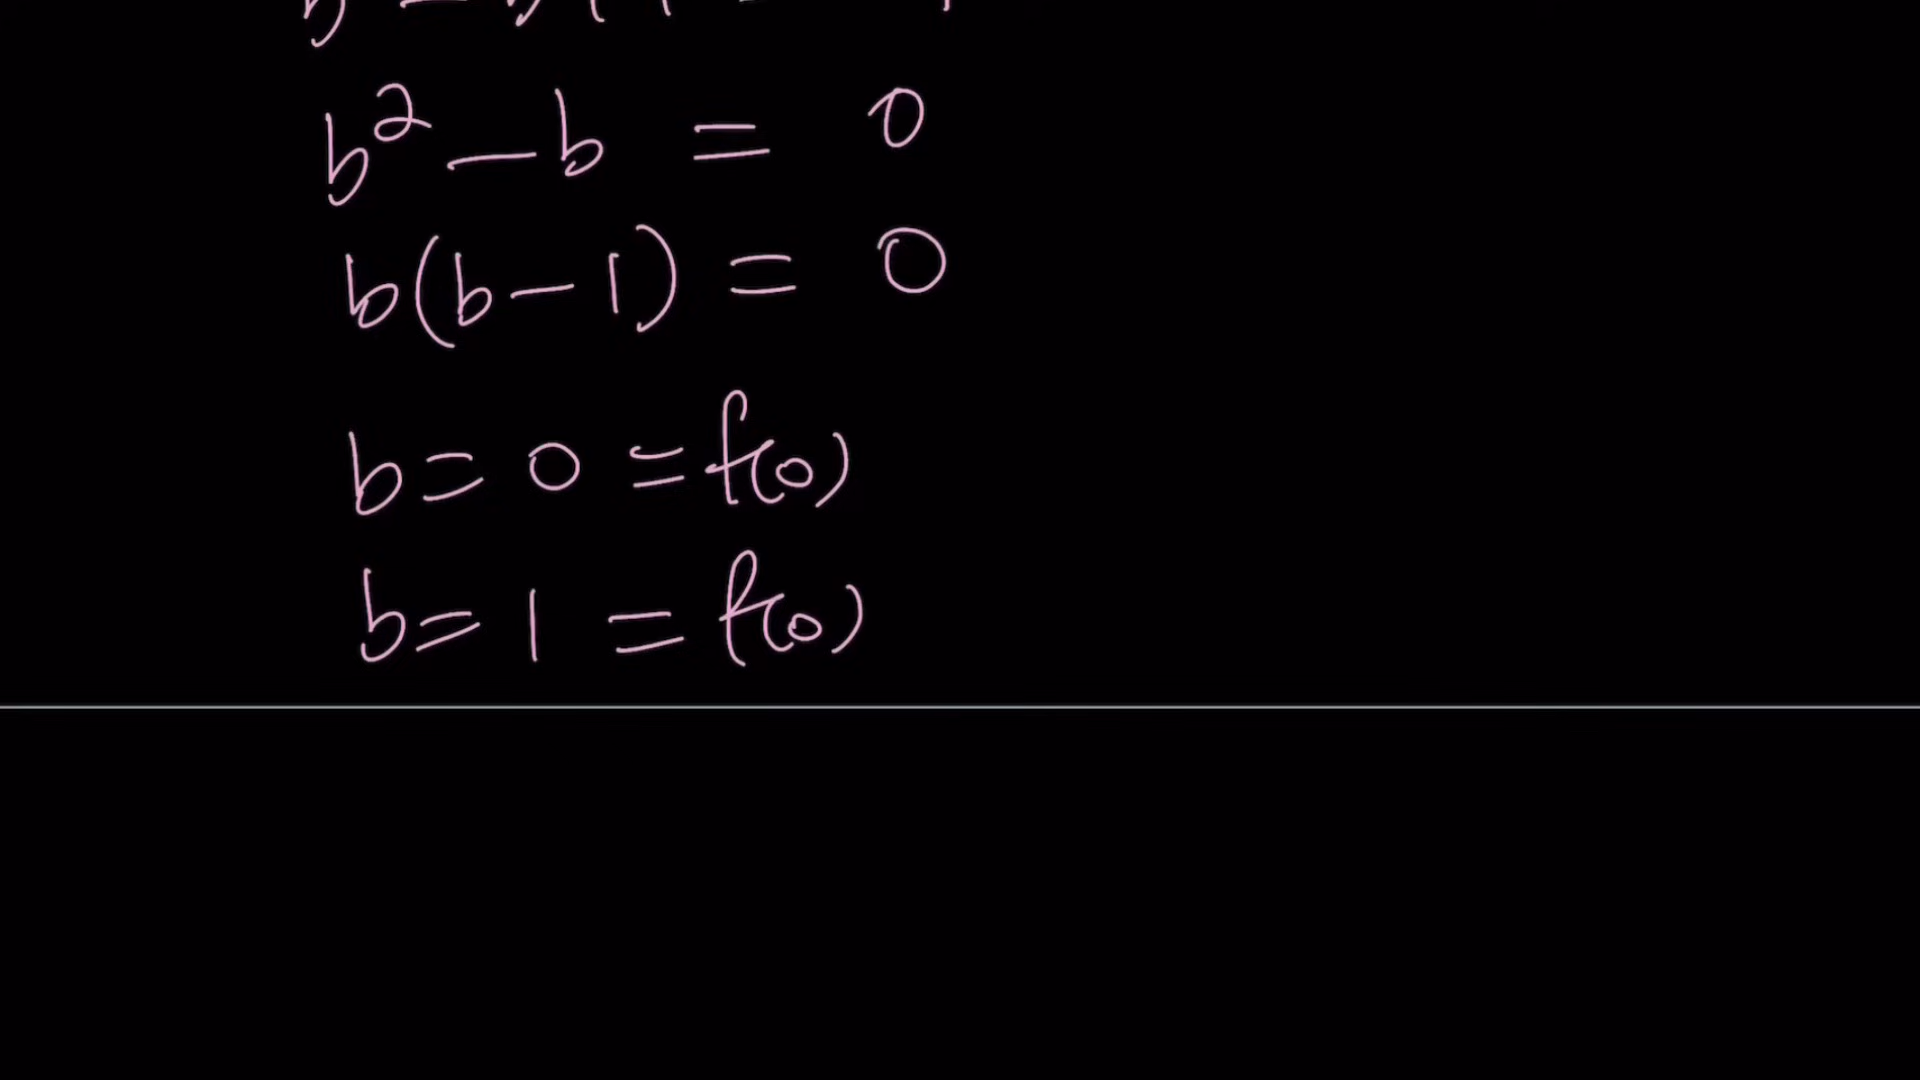 b² - b = 0
b(b-1) = 0
b = 0 = f(0)
b = 1 = f(0)